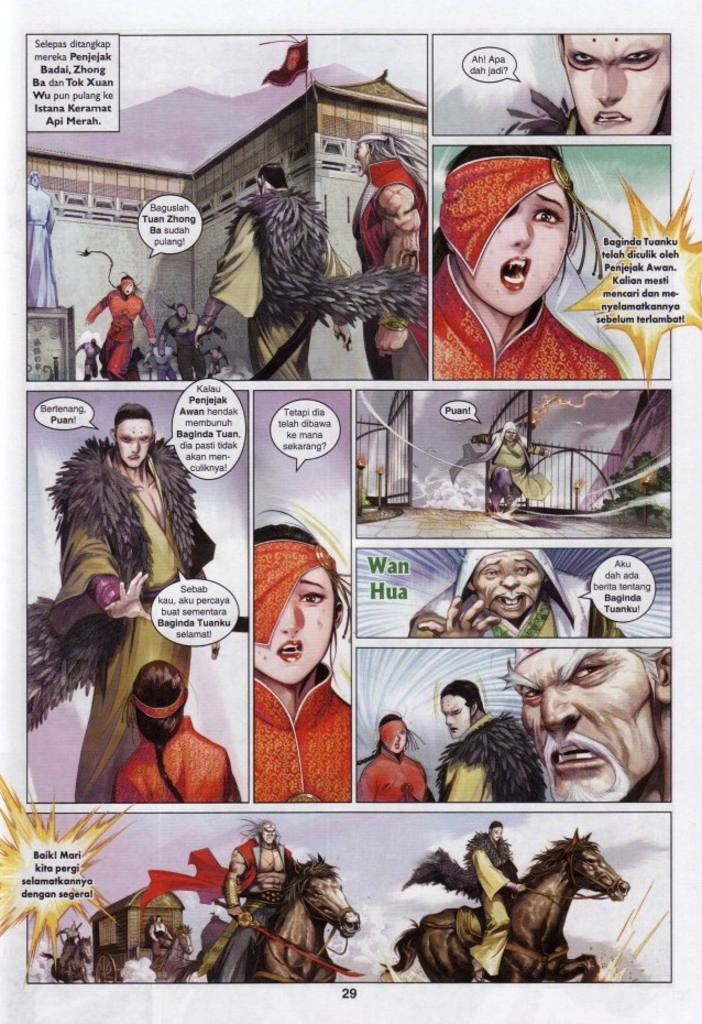 Selepas ditangkap
mereka Penjejak
Badai, Zhong
Ba dan Tok Xuan
Wu pun pulang ke
Istana Keramat
Api Merah.
Baguslah
Tuan Zhong
Ba sudah
pulang!
Ah! Apa
dah jadi?
Baginda Tuanku
telah diculik oleh
Penjejak Awan.
Kalian mesti
mencari dan me-
nyelamatkannya
sebelum terlambat!
Bertenang,
Puan!
Kalau
Penjejak
Awan hendak
membunuh
Baginda Tuan,
dia pasti tidak
akan men-
culiknya!
Sebab
kau, aku percaya
buat sementara
Baginda Tuanku
selamat!
Tetapi dia
telah dibawa
ke mana
sekarang?
Puan!
Wan
Hua
Aku
dah ada
berita tentang
Baginda
Tuanku!
Baik! Mari
kita pergi
selamatkannya
dengan segera!
29